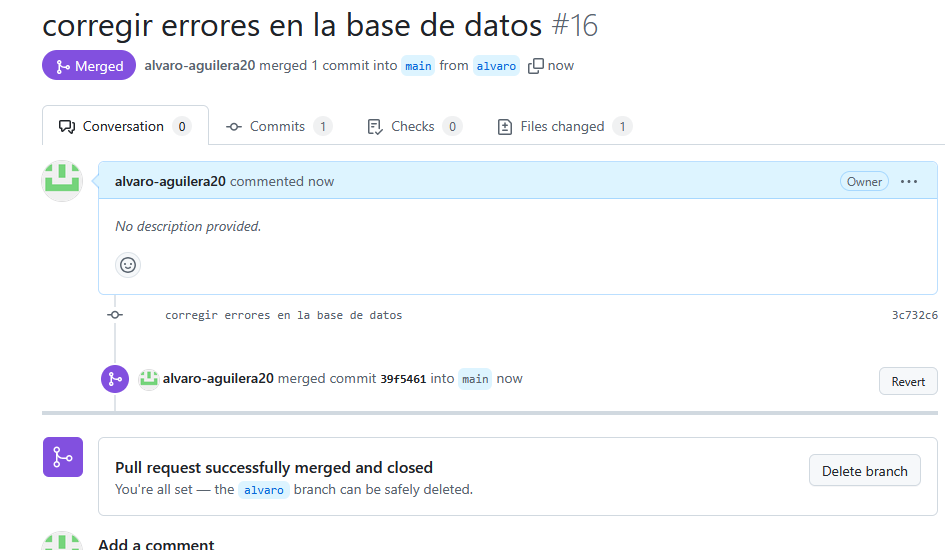 corregir errores en la base de datos #16
Merged alvaro-aguilera20 merged 1 commit into main from alvaro now
Conversation 0 Commits 1 Checks 0 Files changed 1
alvaro-aguilera20 commented now Owner
No description provided.
corregir errores en la base de datos 3c732c6
alvaro-aguilera20 merged commit 39f5461 into main now Revert
Pull request successfully merged and closed
You're all set — the alvaro branch can be safely deleted.
Delete branch
Add a comment